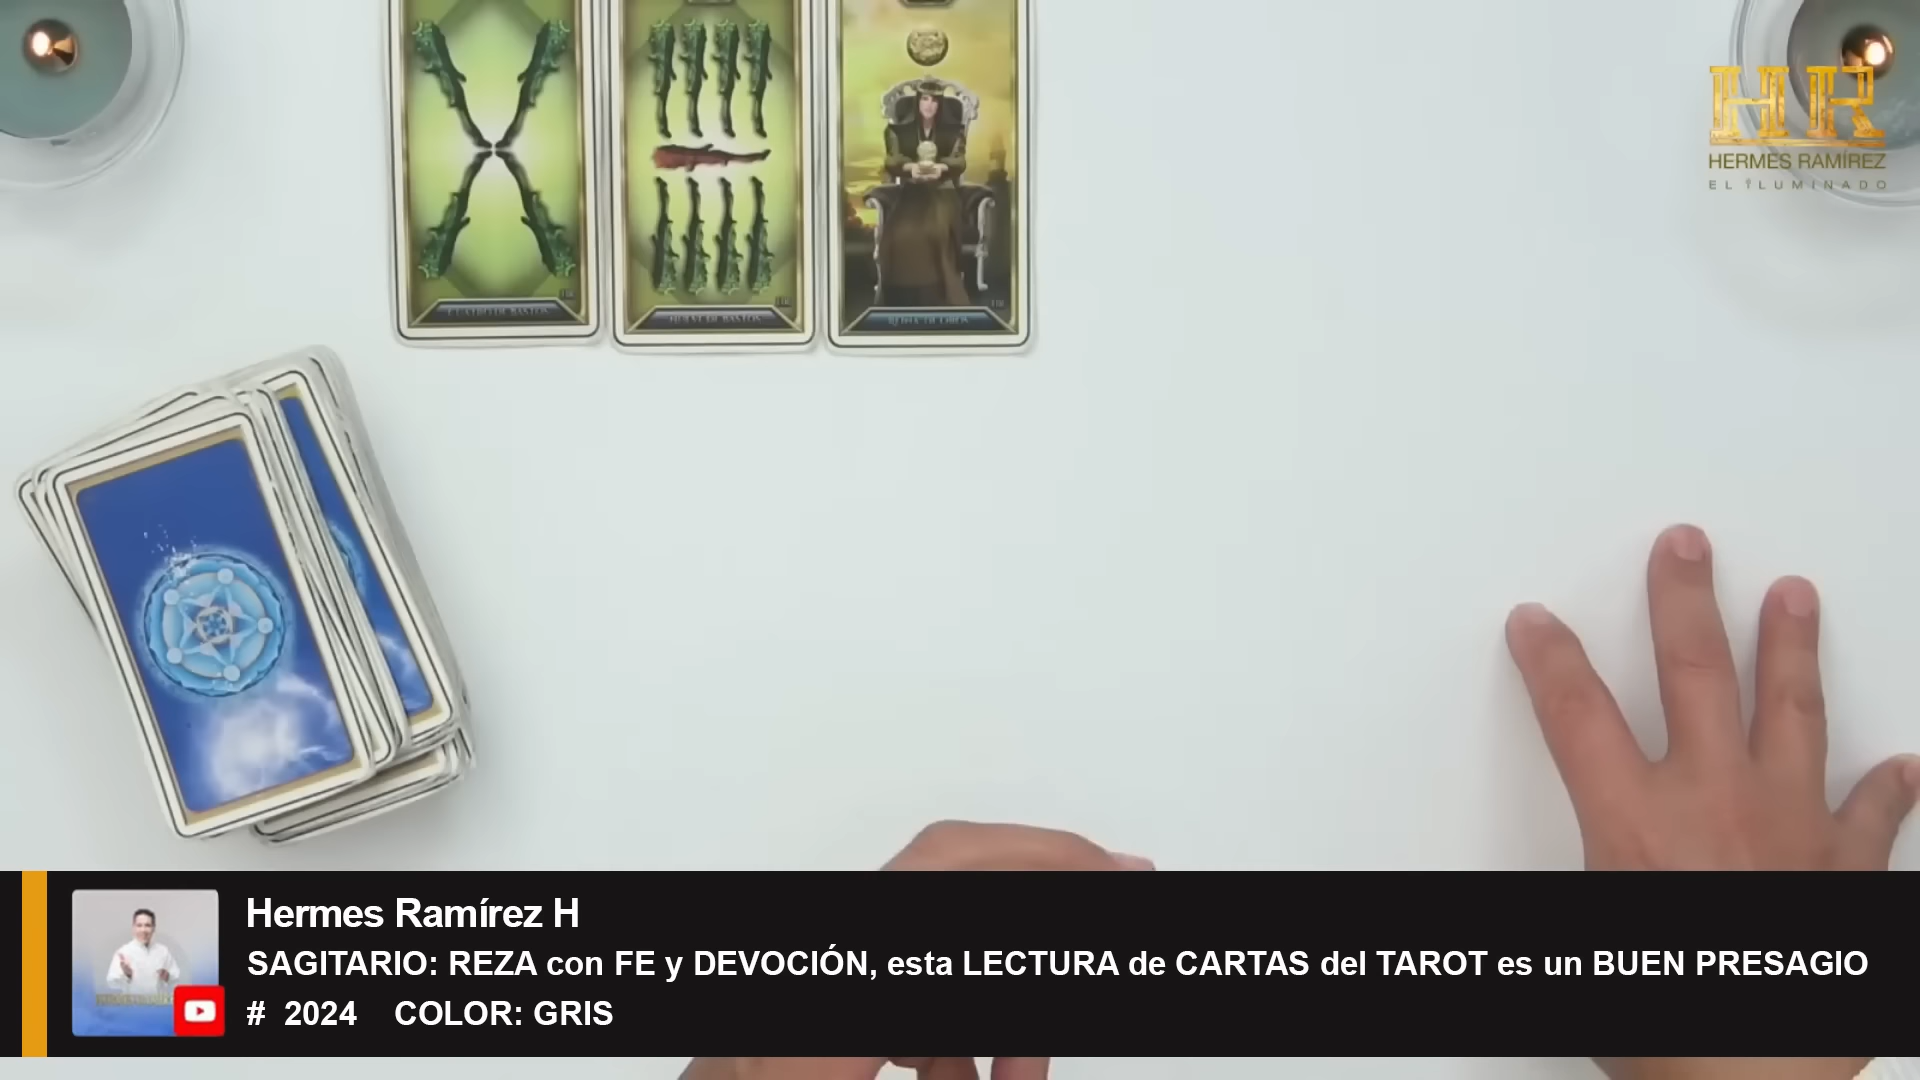 HR
HERMES RAMÍREZ
EL ILUMINADO
Hermes Ramírez H
SAGITARIO: REZA con FE y DEVOCIÓN, esta LECTURA de CARTAS del TAROT es un BUEN PRESAGIO
# 2024 COLOR: GRIS